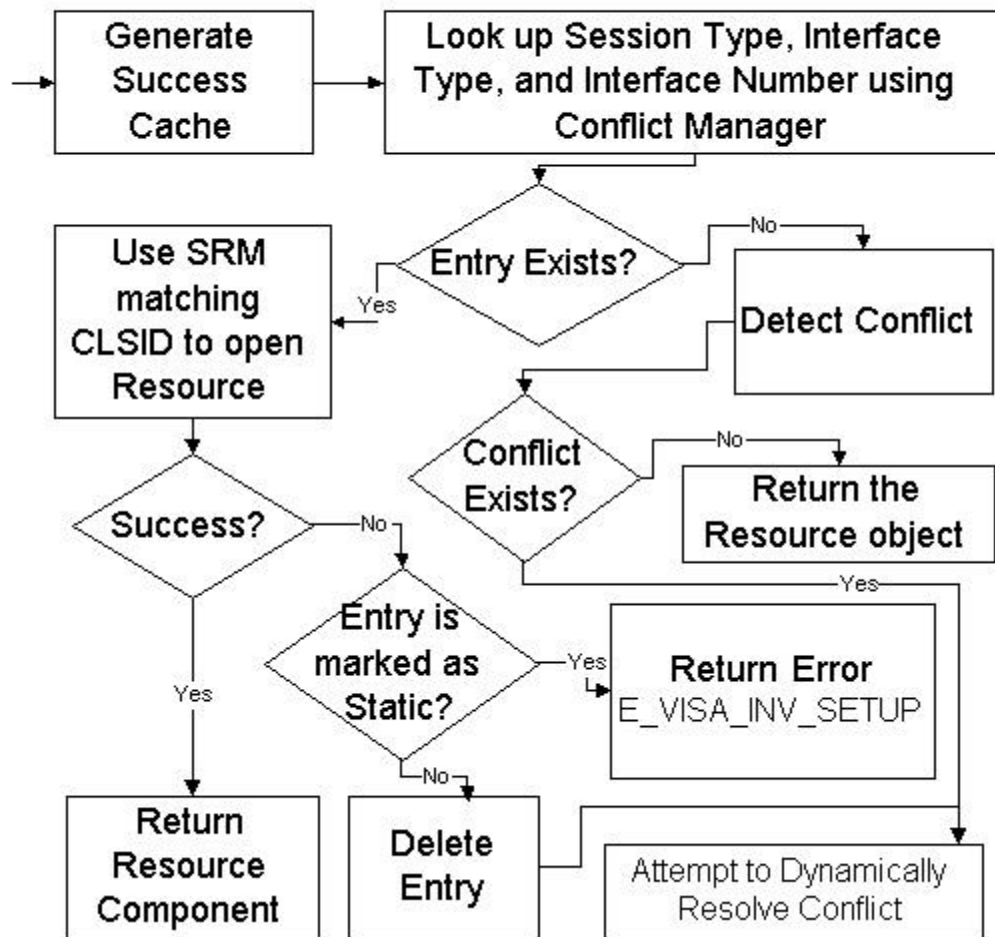 Generate
Success
Cache
Look up Session Type, Interface
Type, and Interface Number using
Conflict Manager
Entry Exists?
No
Yes
Use SRM
matching
CLSID to open
Resource
Detect Conflict
Conflict
Exists?
No
Return the
Resource object
Yes
Success?
No
Yes
Entry is
marked as
Static?
Yes
Return Error
E_VISA_INV_SETUP
No
Return
Resource
Component
Delete
Entry
Attempt to Dynamically
Resolve Conflict